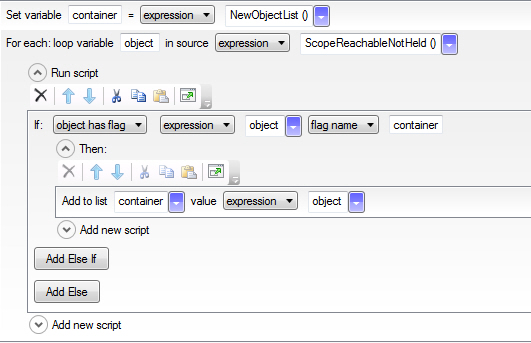 Set variable container = expression NewObjectList ()
For each: loop variable object in source expression ScopeReachableNotHeld ()
Run script
If: object has flag expression object flag name container
Then:
Add to list container value expression object
Add new script
Add Else If
Add Else
Add new script